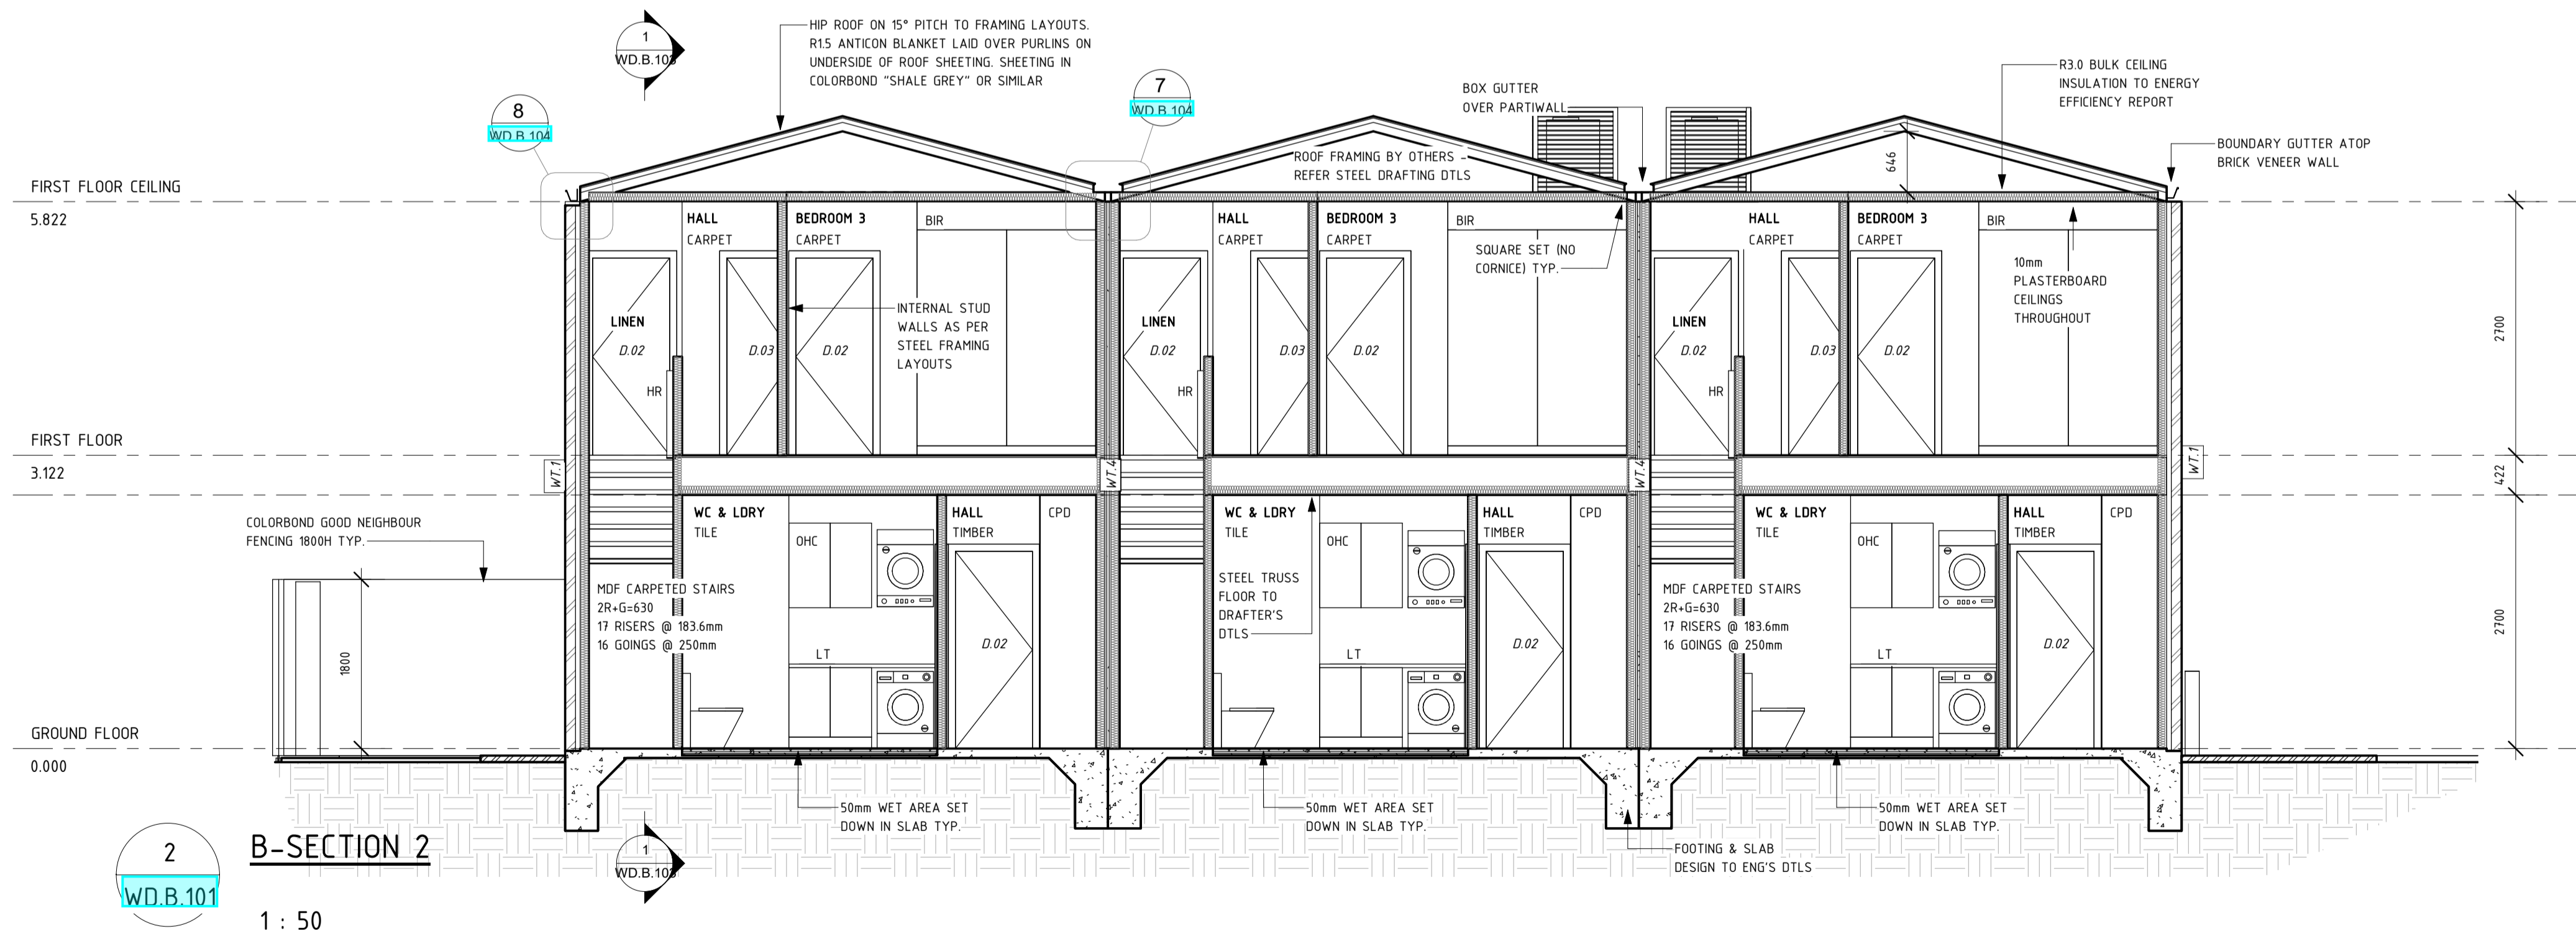 HIP ROOF ON 15° PITCH TO FRAMING LAYOUTS.
R1.5 ANTICON BLANKET LAID OVER PURLINS ON
UNDERSIDE OF ROOF SHEETING. SHEETING IN
COLORBOND "SHALE GREY" OR SIMILAR
1
8
WD.B.104
7
WD.B.104
BOX GUTTER
OVER PARTIWALL
R3.0 BULK CEILING
INSULATION TO ENERGY
EFFICIENCY REPORT
BOUNDARY GUTTER ATOP
BRICK VENEER WALL
ROOF FRAMING BY OTHERS -
REFER STEEL DRAFTING DTLS
646
FIRST FLOOR CEILING
5.822
HALL
CARPET
BEDROOM 3
CARPET
BIR
LINEN
D.02
D.03
D.02
HR
INTERNAL STUD
WALLS AS PER
STEEL FRAMING
LAYOUTS
HALL
CARPET
BEDROOM 3
CARPET
BIR
SQUARE SET (NO
CORNICE) TYP.
LINEN
D.02
D.03
D.02
HR
HALL
CARPET
BEDROOM 3
CARPET
BIR
10mm
PLASTERBOARD
CEILINGS
THROUGHOUT
LINEN
D.02
D.03
D.02
HR
2700
FIRST FLOOR
3.122
WT.1
WT.4
WT.4
WT.1
422
COLORBOND GOOD NEIGHBOUR
FENCING 1800H TYP.
1800
WC & LDRY
TILE
OHC
HALL
TIMBER
CPD
MDF CARPETED STAIRS
2R+G=630
17 RISERS @ 183.6mm
16 GOINGS @ 250mm
LT
D.02
WC & LDRY
TILE
OHC
HALL
TIMBER
CPD
STEEL TRUSS
FLOOR TO
DRAFTER'S
DTLS
LT
D.02
WC & LDRY
TILE
OHC
HALL
TIMBER
CPD
MDF CARPETED STAIRS
2R+G=630
17 RISERS @ 183.6mm
16 GOINGS @ 250mm
LT
D.02
2700
GROUND FLOOR
0.000
50mm WET AREA SET
DOWN IN SLAB TYP.
50mm WET AREA SET
DOWN IN SLAB TYP.
50mm WET AREA SET
DOWN IN SLAB TYP.
FOOTING & SLAB
DESIGN TO ENG'S DTLS
1
2
WD.B.101
B-SECTION 2
1 : 50